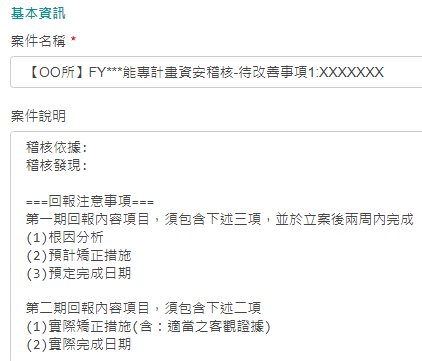 基本資訊
案件名稱 *
【OO所】FY***能專計畫資安稽核-待改善事項1:XXXXXXX
案件說明
稽核依據:
稽核發現:
===回報注意事項===
第一期回報內容項目，須包含下述三項，並於立案後兩周內完成
(1)根因分析
(2)預計矯正措施
(3)預定完成日期
第二期回報內容項目，須包含下述二項
(1)實際矯正措施(含：適當之客觀證據)
(2)實際完成日期